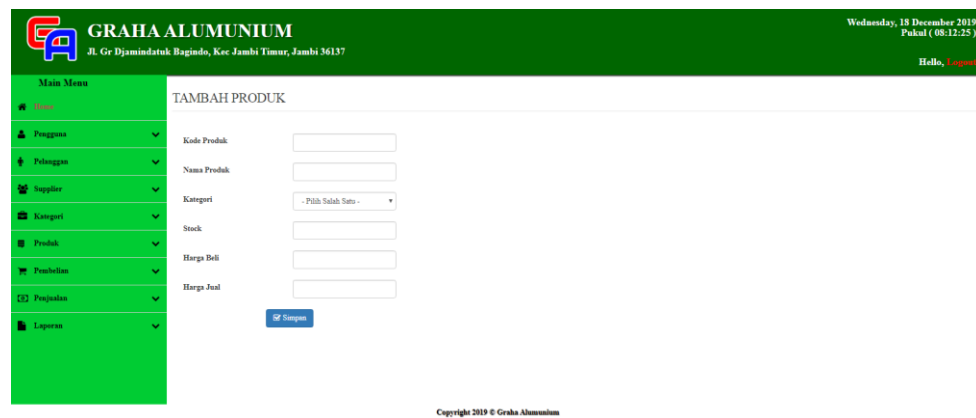 GRAHA ALUMUNIUM
Jl. Gr Djamindatuk Bagindo, Kec Jambi Timur, Jambi 36137
Wednesday, 18 December 2019
Pukul ( 08:12:25 )
Hello, Logout
Main Menu
Home
Pengguna
Pelanggan
Supplier
Kategori
Produk
Pembelian
Penjualan
Laporan
TAMBAH PRODUK
Kode Produk
Nama Produk
Kategori
- Pilih Salah Satu -
Stock
Harga Beli
Harga Jual
Simpan
Copyright 2019 © Graha Alumunium